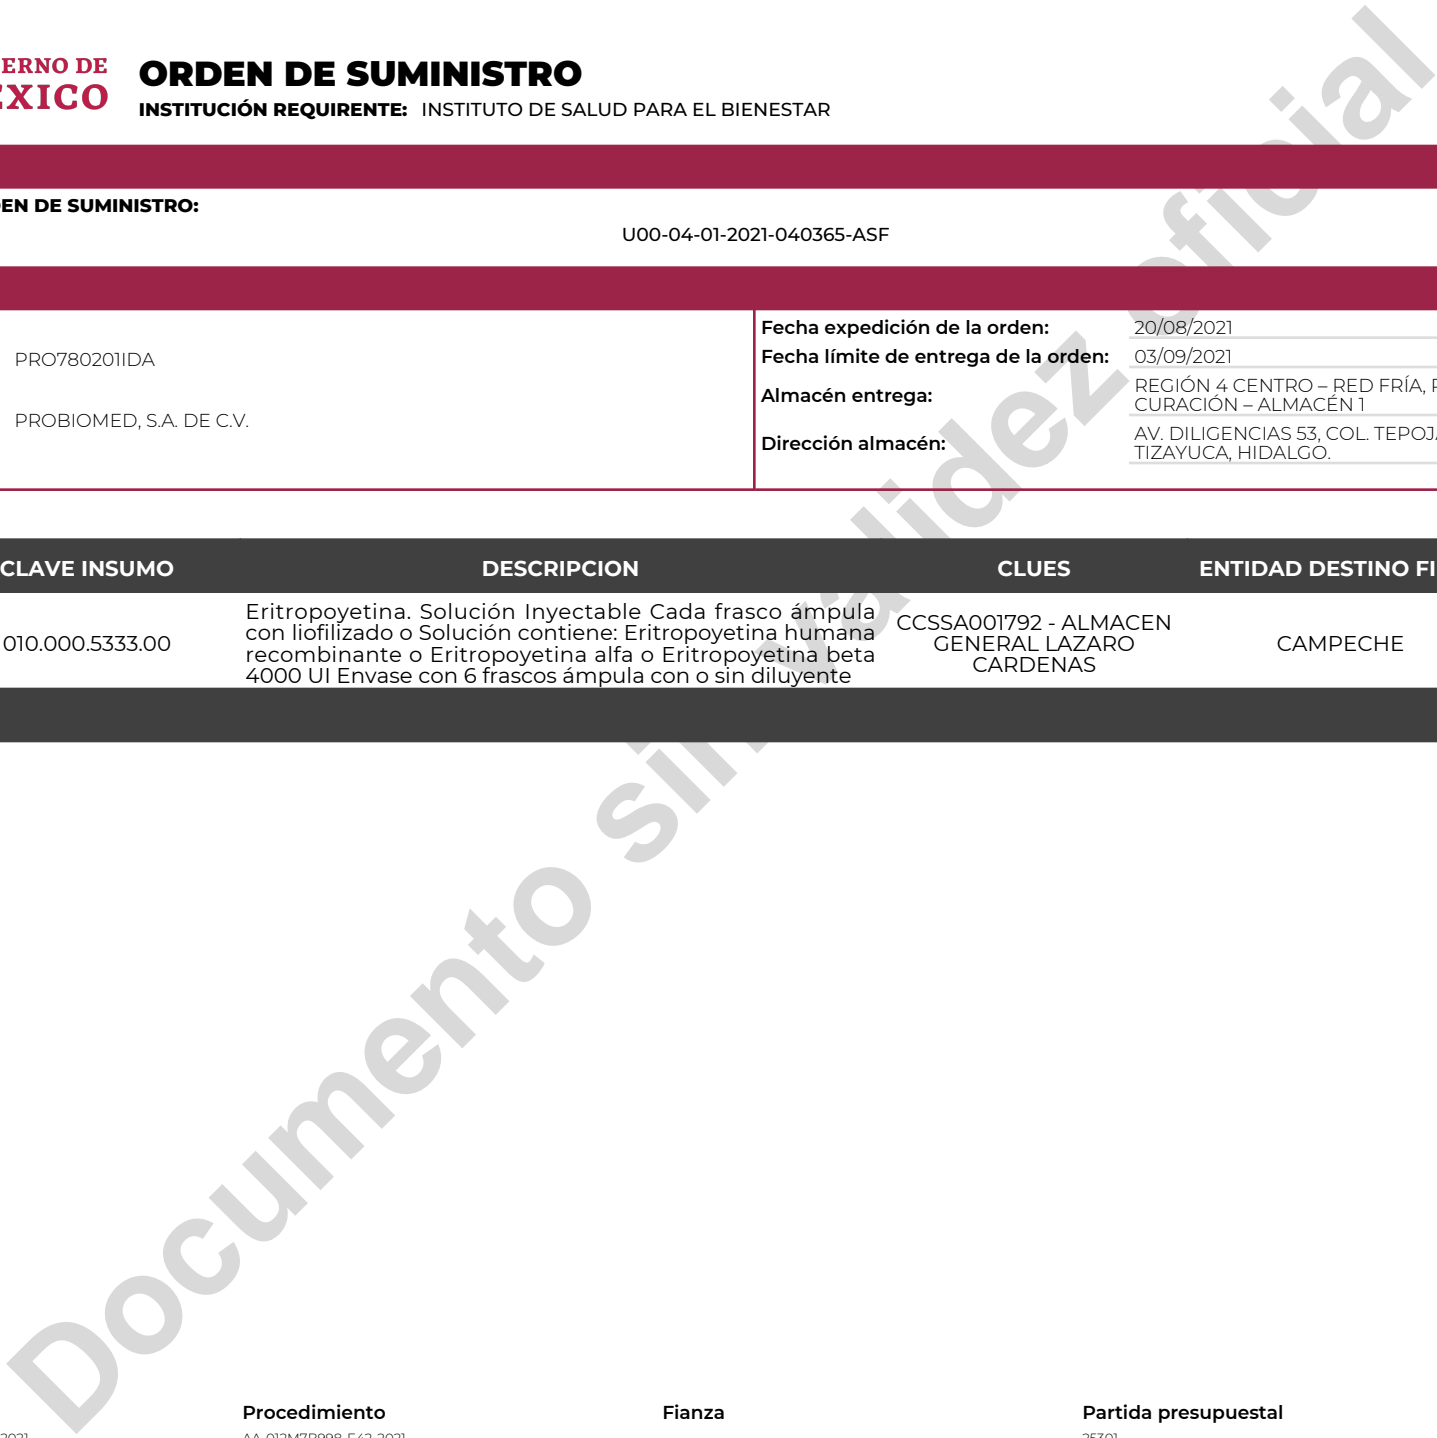 ERNO DE
ÉXICO
ORDEN DE SUMINISTRO
INSTITUCIÓN REQUIRENTE: INSTITUTO DE SALUD PARA EL BIENESTAR
EN DE SUMINISTRO:
U00-04-01-2021-040365-ASF
PRO780201IDA
PROBIOMED, S.A. DE C.V.
Fecha expedición de la orden: 20/08/2021
Fecha límite de entrega de la orden: 03/09/2021
Almacén entrega: REGIÓN 4 CENTRO – RED FRÍA,
CURACIÓN – ALMACÉN 1
Dirección almacén: AV. DILIGENCIAS 53, COL. TEPOJ
TIZAYUCA, HIDALGO.
CLAVE INSUMO DESCRIPCION CLUES ENTIDAD DESTINO FI
010.000.5333.00
Eritropoyetina. Solución Inyectable Cada frasco ámpula
con liofilizado o Solución contiene: Eritropoyetina humana
recombinante o Eritropoyetina alfa o Eritropoyetina beta
4000 UI Envase con 6 frascos ámpula con o sin diluyente
CCSSA001792 - ALMACEN
GENERAL LAZARO
CARDENAS
CAMPECHE
Documento sin validez oficial
Procedimiento Fianza Partida presupuestal